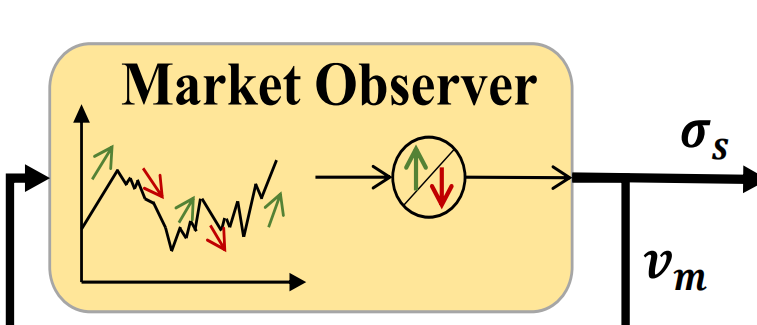 Market Observer
σₛ
vₘ